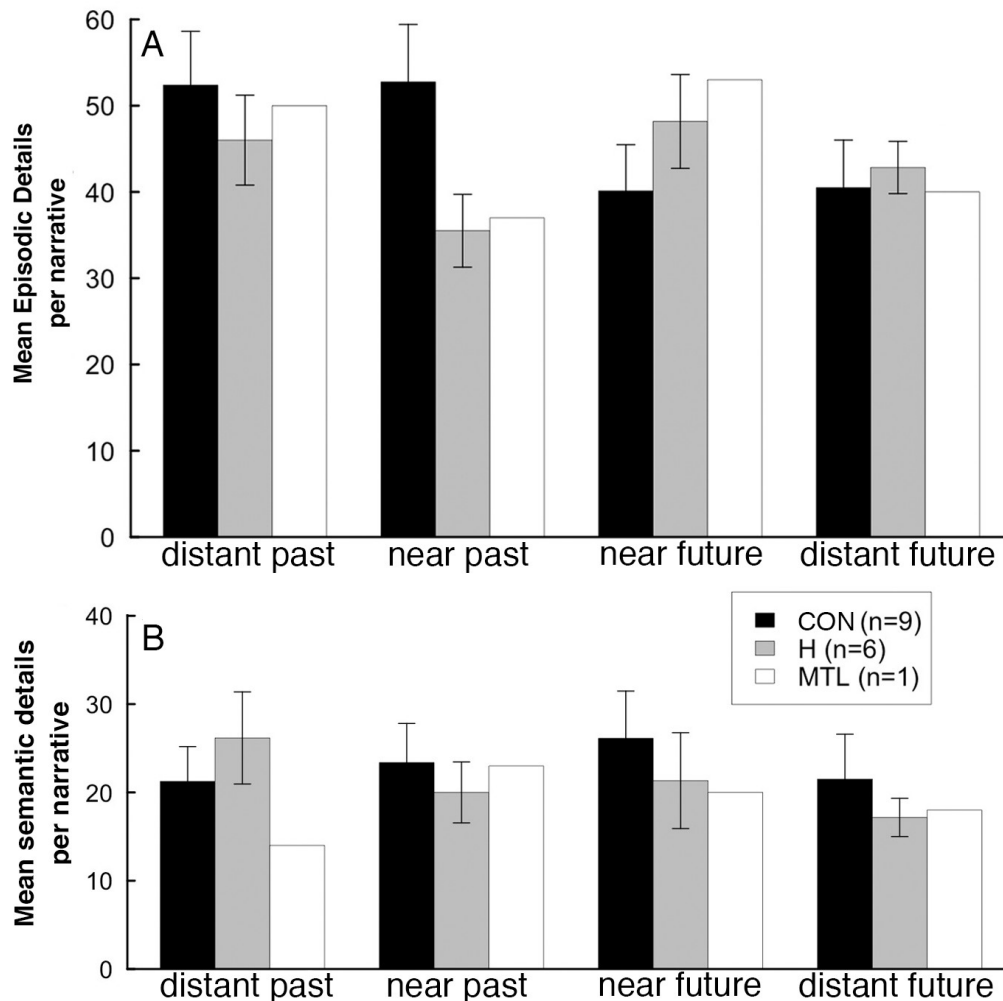 A
60
50
40
30
20
10
0
Mean Episodic Details
per narrative
distant past near past near future distant future
B
40
30
20
10
0
Mean semantic details
per narrative
CON (n=9)
H (n=6)
MTL (n=1)
distant past near past near future distant future